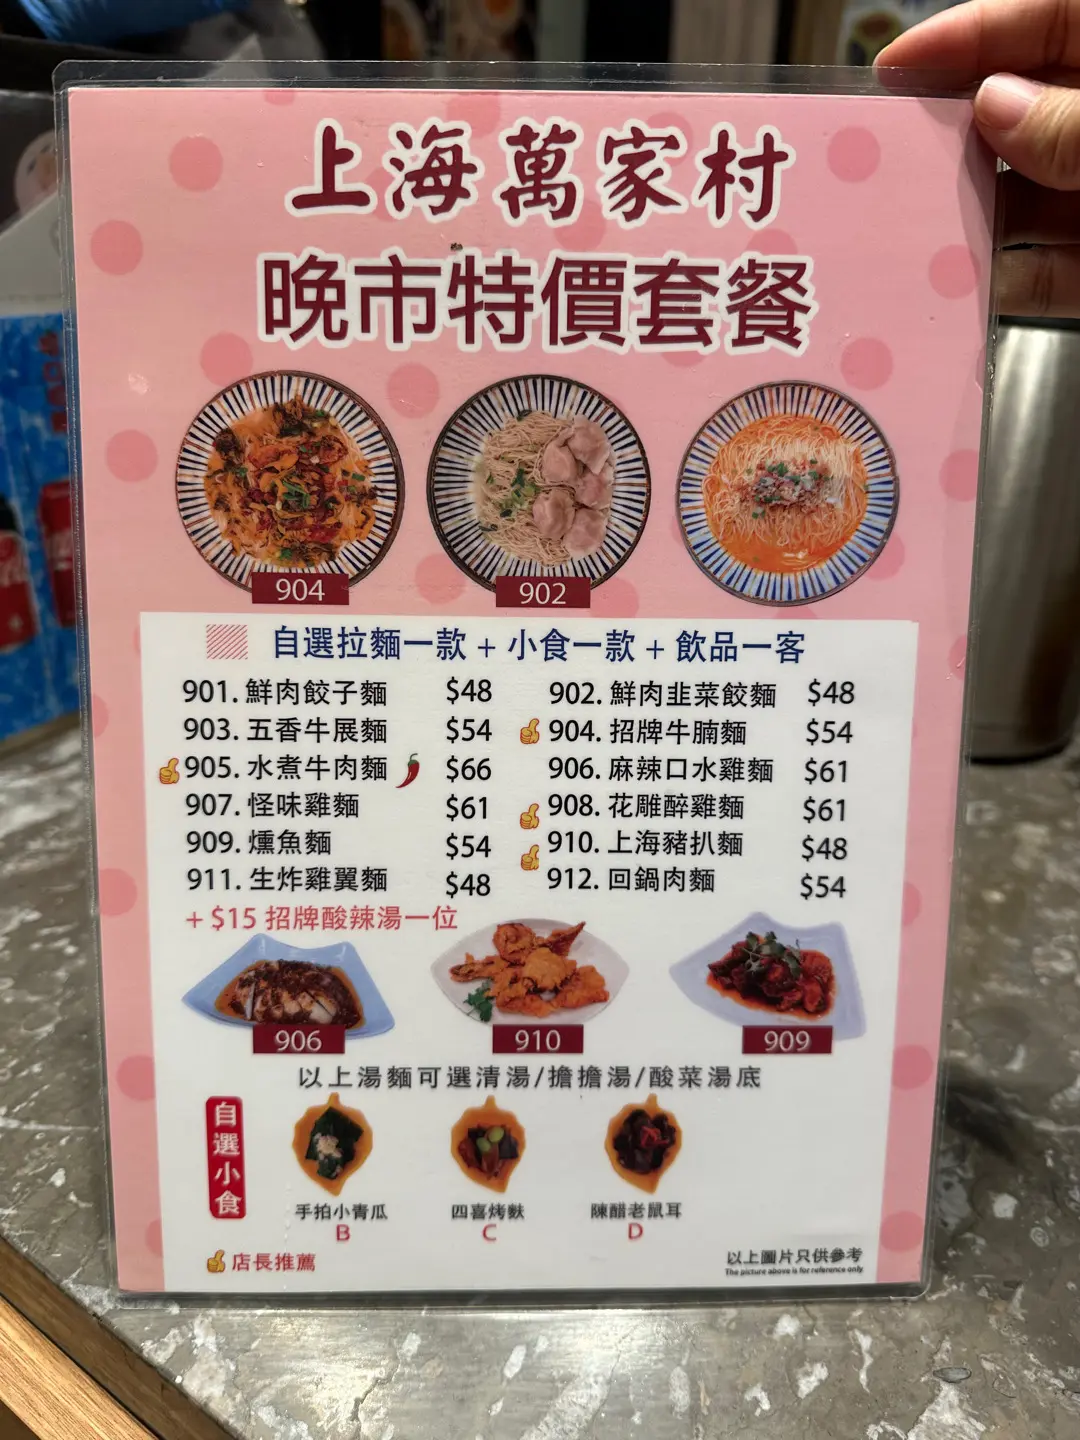 上海萬家村
晚市特價套餐
904
902
自選拉麵一款 + 小食一款 + 飲品一客
901. 鮮肉餃子麵 $48 902. 鮮肉韭菜餃麵 $48
903. 五香牛展麵 $54 904. 招牌牛腩麵 $54
905. 水煮牛肉麵 $66 906. 麻辣口水雞麵 $61
907. 怪味雞麵 $61 908. 花雕醉雞麵 $61
909. 燻魚麵 $54 910. 上海豬扒麵 $48
911. 生炸雞翼麵 $48 912. 回鍋肉麵 $54
+ $15 招牌酸辣湯一位
906
910
909
以上湯麵可選清湯/擔擔湯/酸菜湯底
自選小食
手拍小青瓜
B
四喜烤麩
C
陳醋老鼠耳
D
店長推薦
以上圖片只供參考
The picture above is for reference only